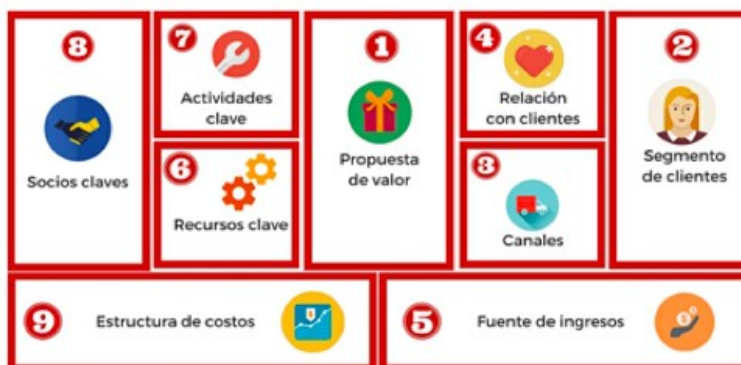 8
Socios claves
7
Actividades
clave
6
Recursos clave
1
Propuesta
de valor
4
Relación
con clientes
3
Canales
2
Segmento
de clientes
9
Estructura de costos
5
Fuente de ingresos